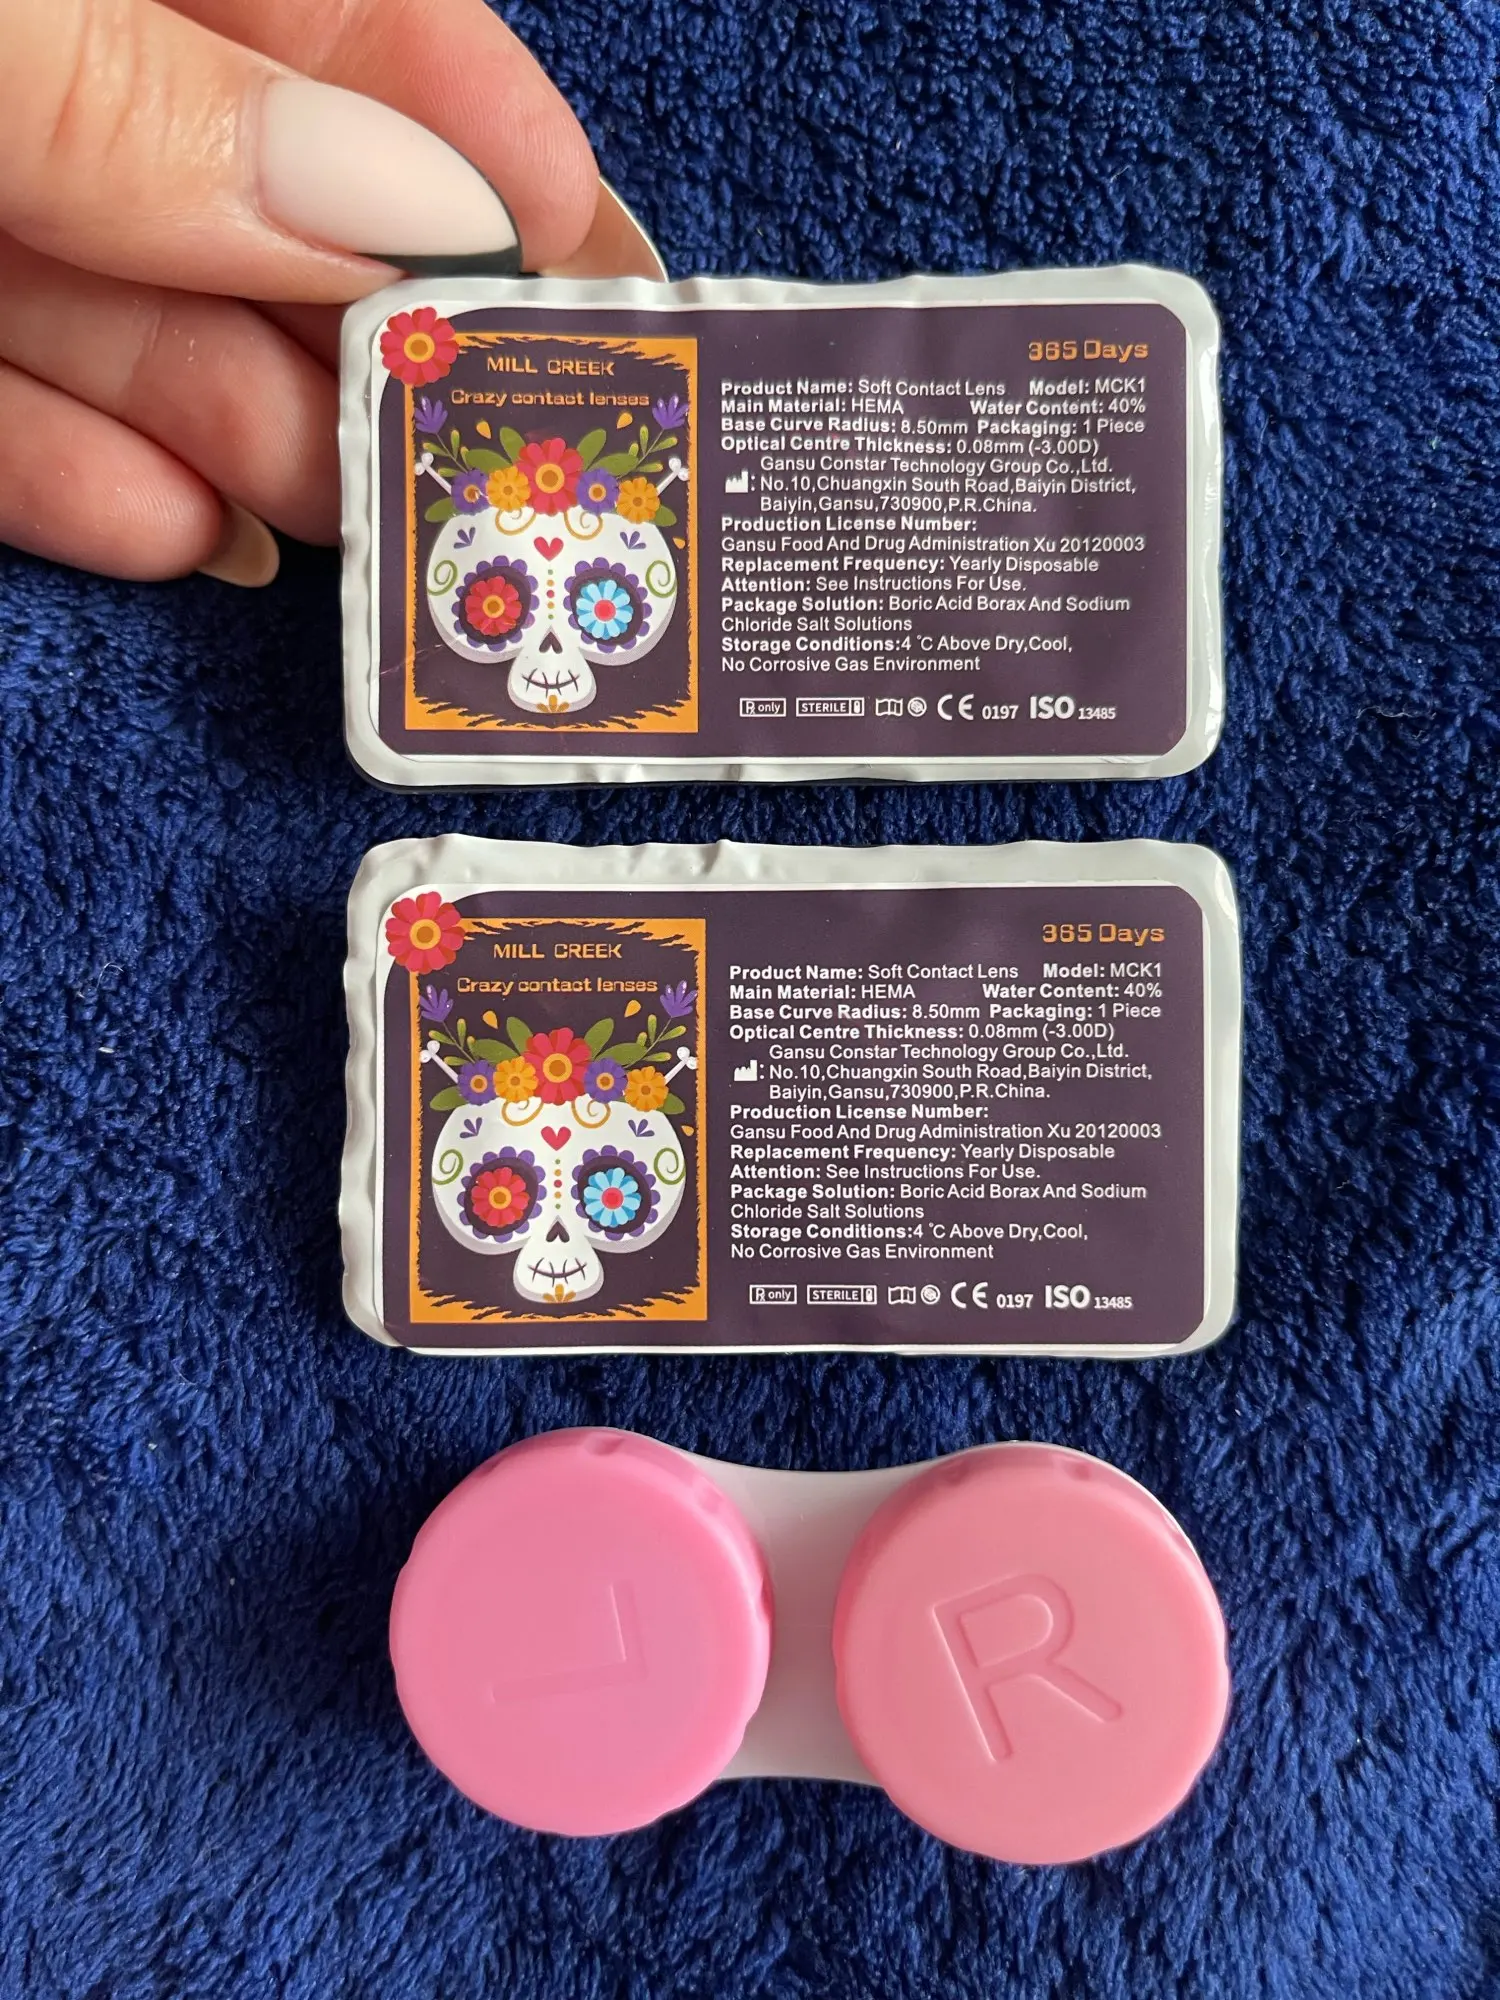 MILL CREEK
Crazy contact lenses
365 Days
Product Name: Soft Contact Lens Model: MCK1
Main Material: HEMA Water Content: 40%
Base Curve Radius: 8.50mm Packaging: 1 Piece
Optical Centre Thickness: 0.08mm (-3.00D)
Gansu Constar Technology Group Co.,Ltd.
: No.10,Chuangxin South Road,Baiyin District,
Baiyin,Gansu,730900,P.R.China.
Production License Number:
Gansu Food And Drug Administration Xu 20120003
Replacement Frequency: Yearly Disposable
Attention: See Instructions For Use.
Package Solution: Boric Acid Borax And Sodium
Chloride Salt Solutions
Storage Conditions:4 ℃ Above Dry,Cool,
No Corrosive Gas Environment
℞ only STERILE CE 0197 ISO 13485
MILL CREEK
Crazy contact lenses
365 Days
Product Name: Soft Contact Lens Model: MCK1
Main Material: HEMA Water Content: 40%
Base Curve Radius: 8.50mm Packaging: 1 Piece
Optical Centre Thickness: 0.08mm (-3.00D)
Gansu Constar Technology Group Co.,Ltd.
: No.10,Chuangxin South Road,Baiyin District,
Baiyin,Gansu,730900,P.R.China.
Production License Number:
Gansu Food And Drug Administration Xu 20120003
Replacement Frequency: Yearly Disposable
Attention: See Instructions For Use.
Package Solution: Boric Acid Borax And Sodium
Chloride Salt Solutions
Storage Conditions:4 ℃ Above Dry,Cool,
No Corrosive Gas Environment
℞ only STERILE CE 0197 ISO 13485
L R